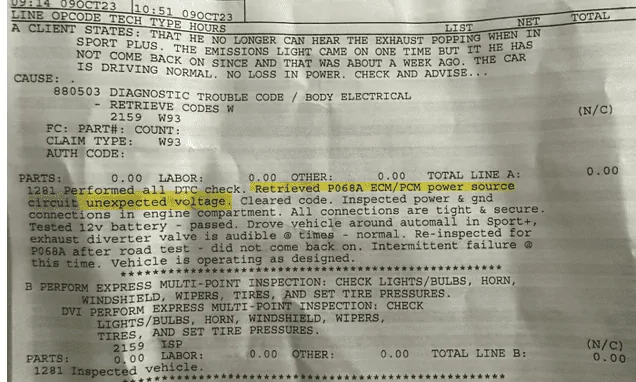 09:14 09OCT23 10:51 09OCT23
LINE OPCODE TECH TYPE HOURS LIST NET TOTAL
A CLIENT STATES: THAT HE NO LONGER CAN HEAR THE EXHAUST POPPING WHEN IN
SPORT PLUS. THE EMISSIONS LIGHT CAME ON ONE TIME BUT IT HE HAS
NOT COME BACK ON SINCE AND THAT WAS ABOUT A WEEK AGO. THE CAR
IS DRIVING NORMAL. NO LOSS IN POWER. CHECK AND ADVISE...
CAUSE: .
880503 DIAGNOSTIC TROUBLE CODE / BODY ELECTRICAL
- RETRIEVE CODES W
2159 W93 (N/C)
FC: PART#: COUNT:
CLAIM TYPE: W93
AUTH CODE:
PARTS: 0.00 LABOR: 0.00 OTHER: 0.00 TOTAL LINE A: 0.00
1281 Performed all DTC check. Retrieved P068A ECM/PCM power source
circuit unexpected voltage. Cleared code. Inspected power & gnd
connections in engine compartment. All connections are tight & secure.
Tested 12v battery - passed. Drove vehicle around automall in Sport+,
exhaust diverter valve is audible @ times - normal. Re-inspected for
P068A after road test - did not come back on. Intermittent failure @
this time. Vehicle is operating as designed.
**************************************************
B PERFORM EXPRESS MULTI-POINT INSPECTION: CHECK LIGHTS/BULBS, HORN,
WINDSHIELD, WIPERS, TIRES, AND SET TIRE PRESSURES.
DVI PERFORM EXPRESS MULTI-POINT INSPECTION: CHECK
LIGHTS/BULBS, HORN, WINDSHIELD, WIPERS,
TIRES, AND SET TIRE PRESSURES.
2159 ISP (N/C)
PARTS: 0.00 LABOR: 0.00 OTHER: 0.00 TOTAL LINE B: 0.00
1281 Inspected vehicle.
**************************************************